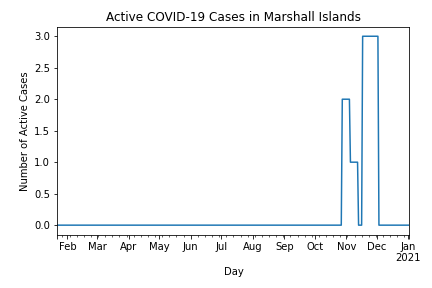 Active COVID-19 Cases in Marshall Islands
3.0
2.5
2.0
1.5
1.0
0.5
0.0
Number of Active Cases
Feb Mar Apr May Jun Jul Aug Sep Oct Nov Dec Jan
2021
Day